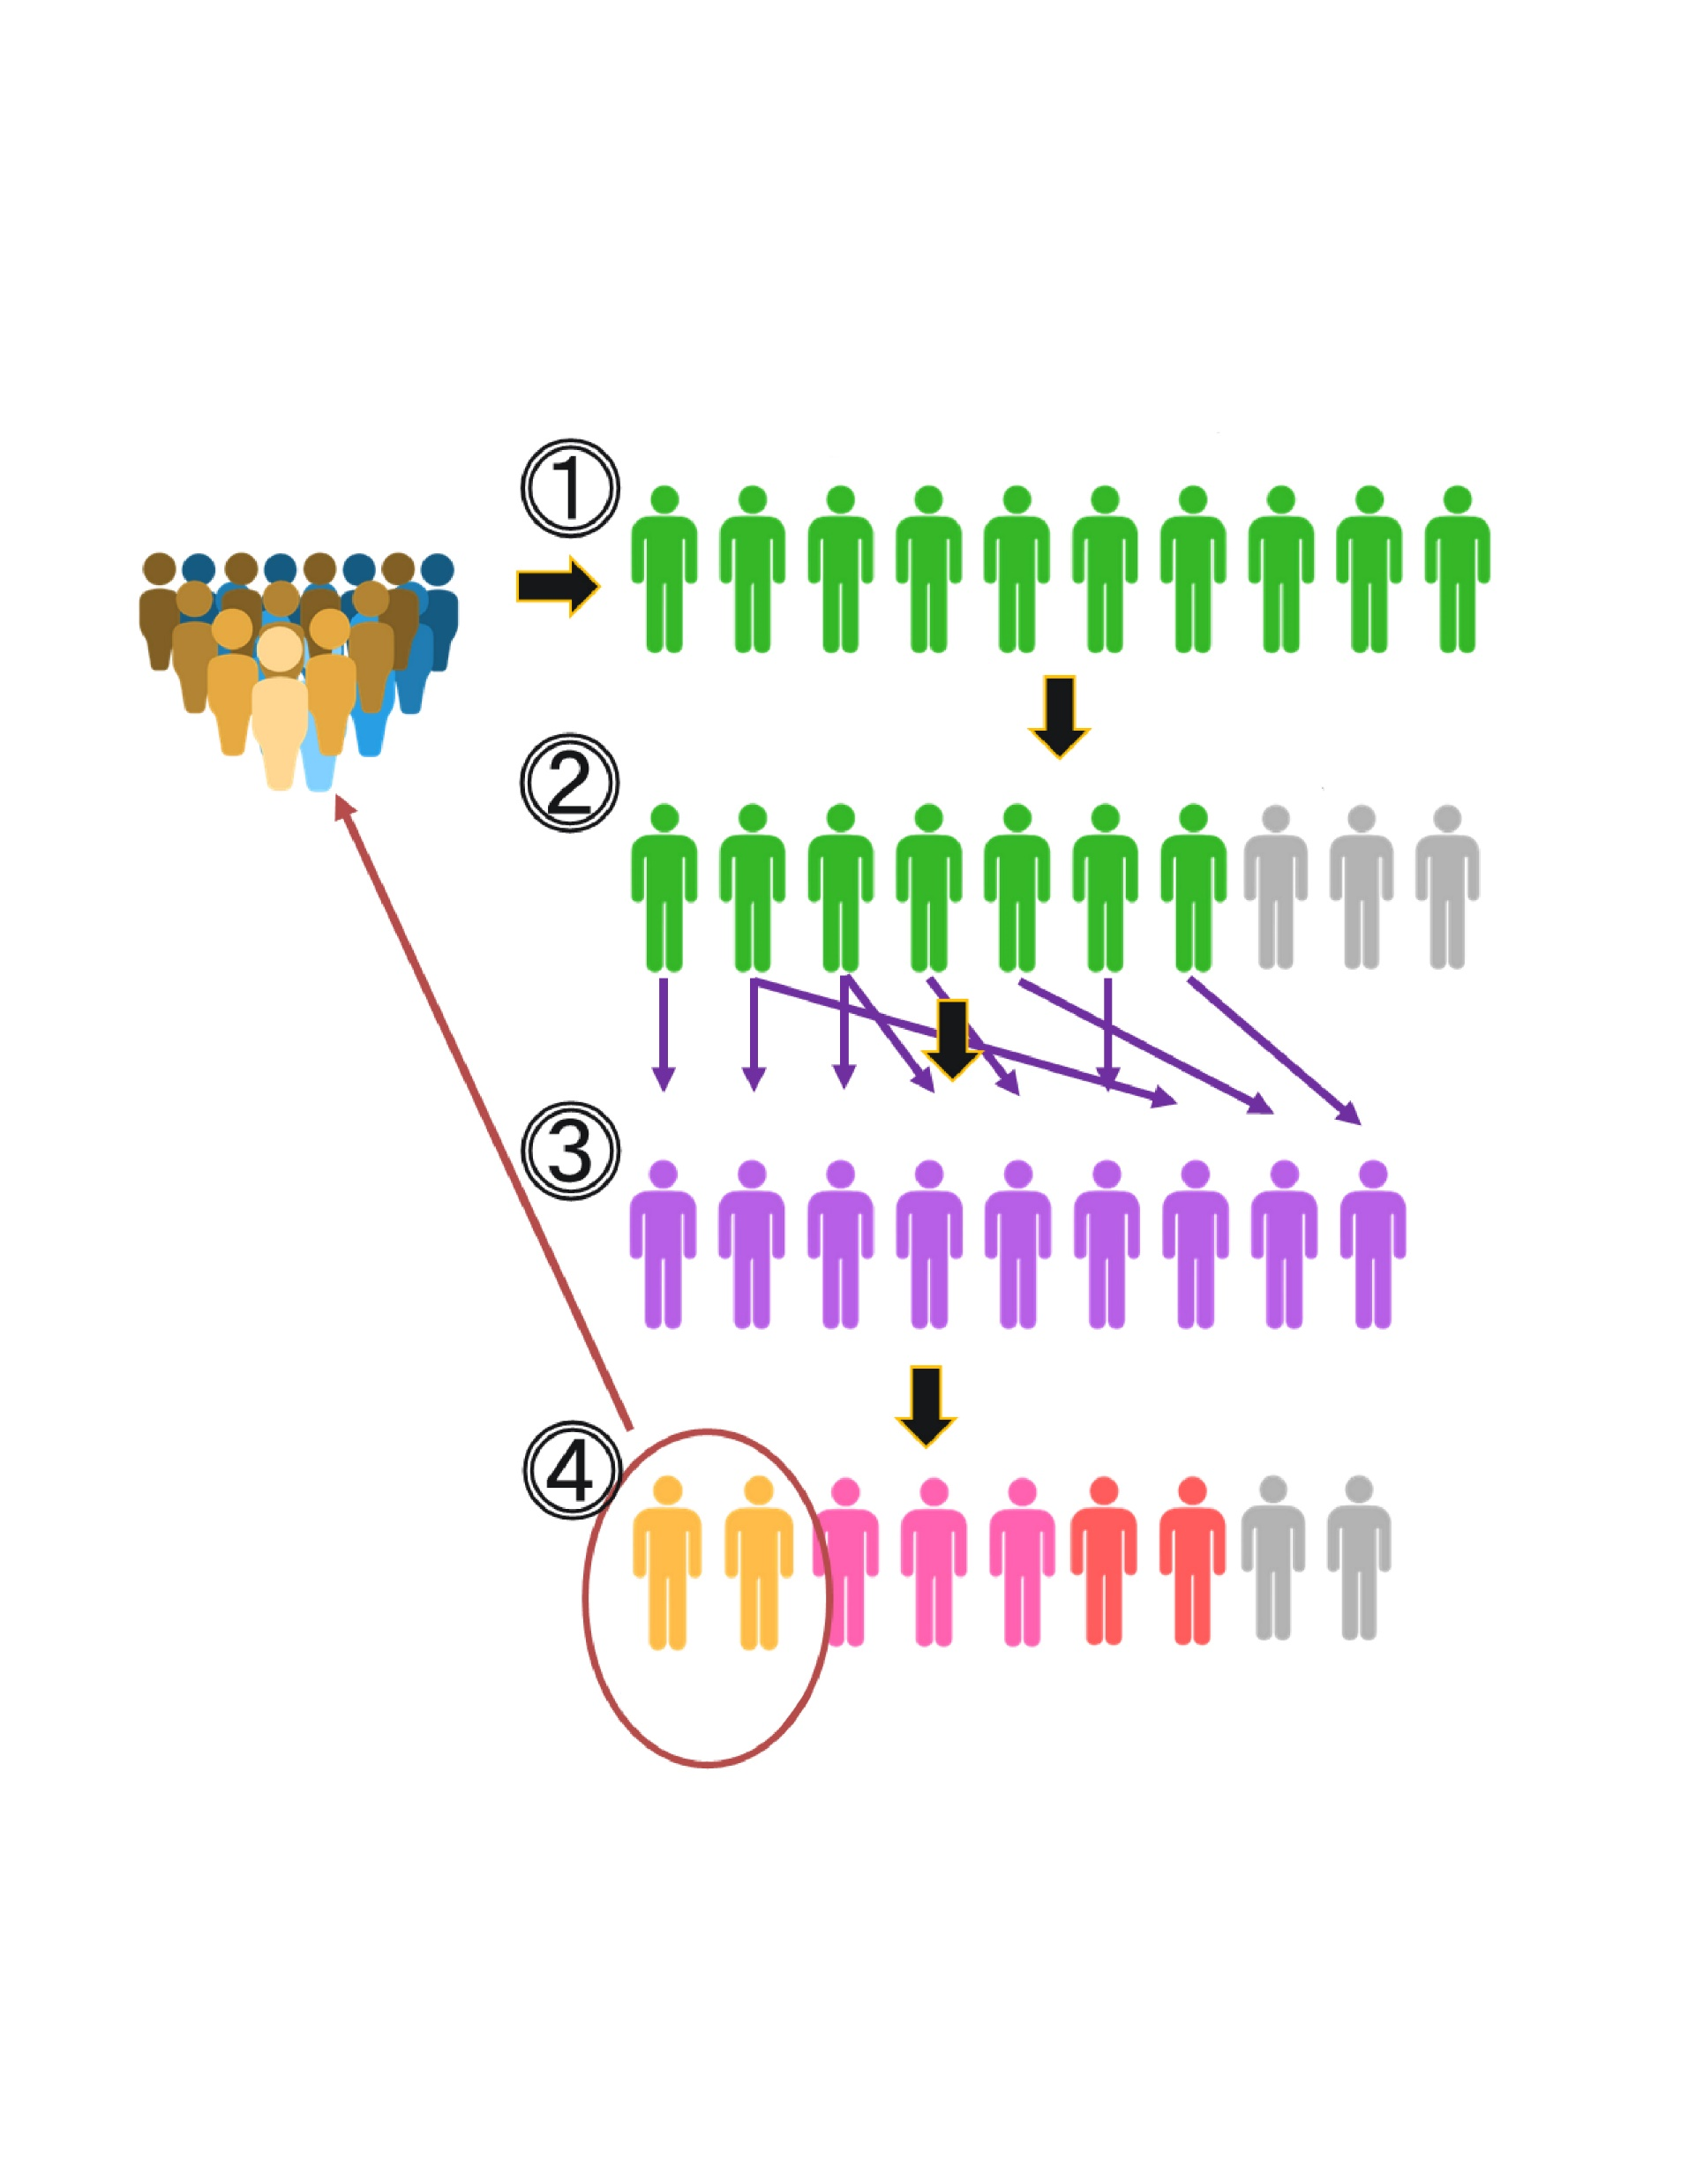 ①
②
③
④